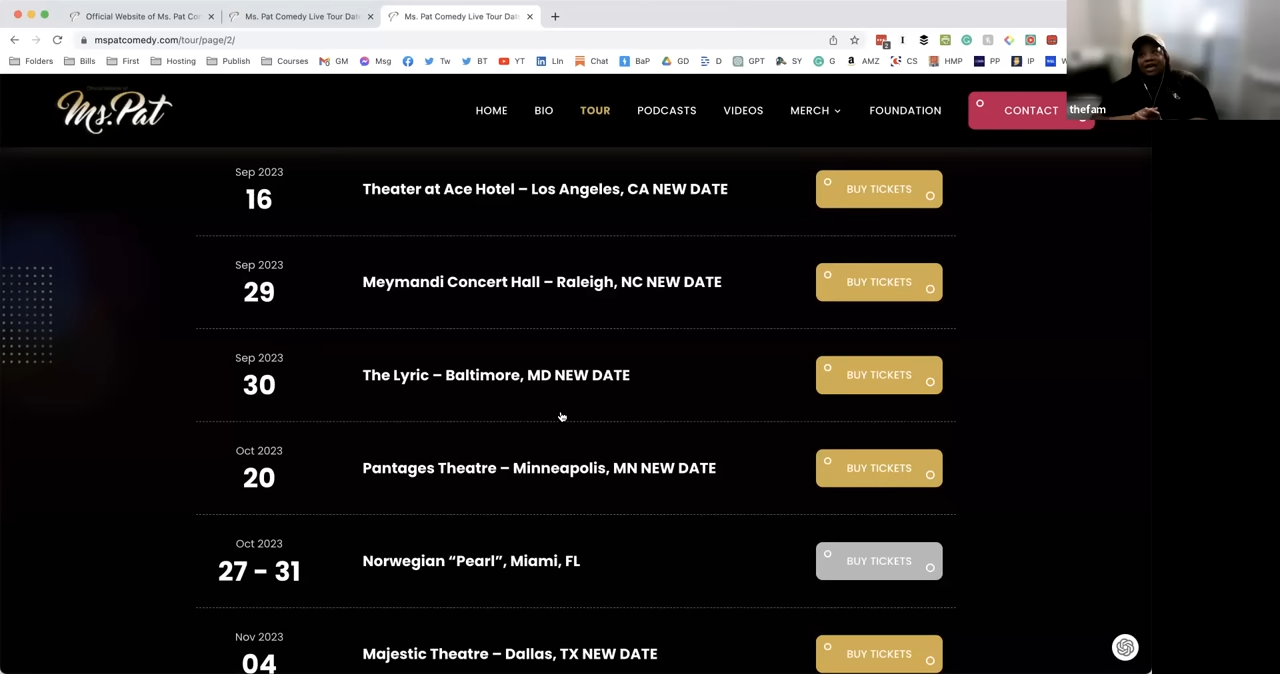 Official Website of Ms. Pat Cor
Ms. Pat Comedy Live Tour Dat
Ms. Pat Comedy Live Tour Dat
mspatcomedy.com/tour/page/2/
2
Folders Bills First Hosting Publish Courses GM Msg Tw BT YT LIn Chat BaP GD D GPT SY G AMZ CS HMP PP IP
Ms. Pat
HOME BIO TOUR PODCASTS VIDEOS MERCH FOUNDATION CONTACT
thefam
Sep 2023
16
Theater at Ace Hotel – Los Angeles, CA NEW DATE
BUY TICKETS
Sep 2023
29
Meymandi Concert Hall – Raleigh, NC NEW DATE
BUY TICKETS
Sep 2023
30
The Lyric – Baltimore, MD NEW DATE
BUY TICKETS
Oct 2023
20
Pantages Theatre – Minneapolis, MN NEW DATE
BUY TICKETS
Oct 2023
27 - 31
Norwegian “Pearl”, Miami, FL
BUY TICKETS
Nov 2023
04
Majestic Theatre – Dallas, TX NEW DATE
BUY TICKETS